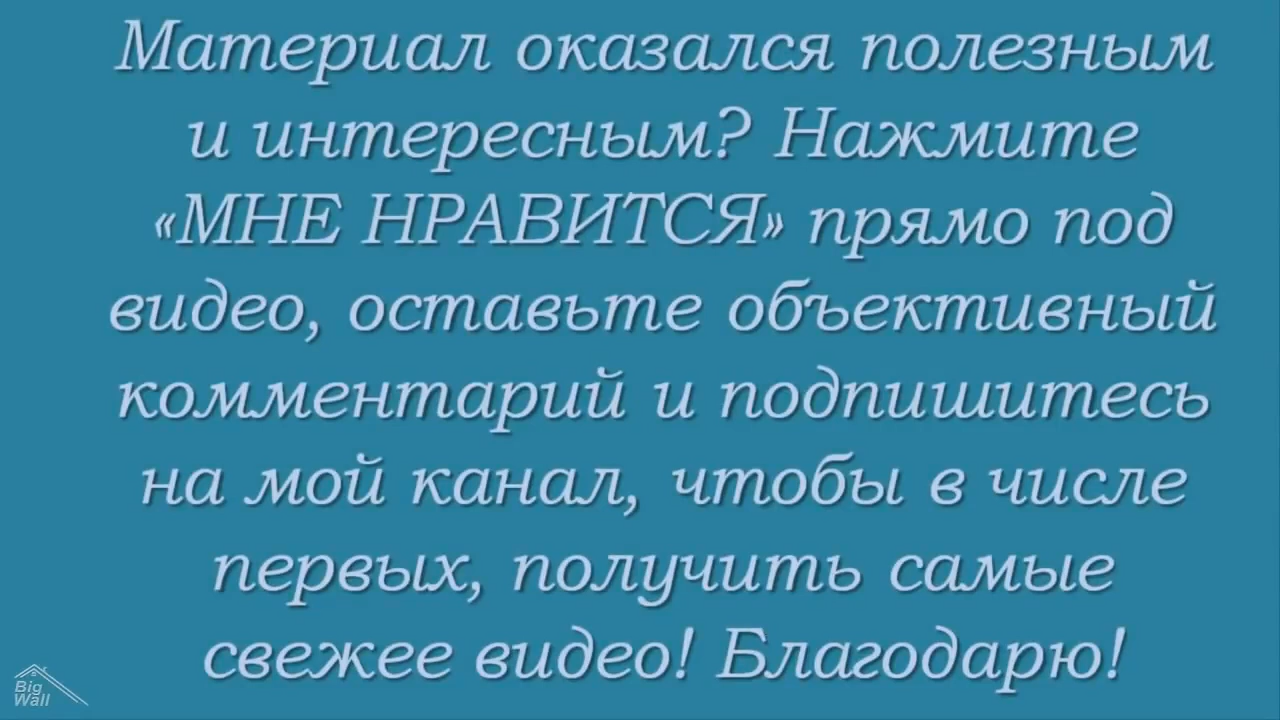 Материал оказался полезным
и интересным? Нажмите
«МНЕ НРАВИТСЯ» прямо под
видео, оставьте объективный
комментарий и подпишитесь
на мой канал, чтобы в числе
первых, получить самые
свежее видео! Благодарю!
Big
Wall